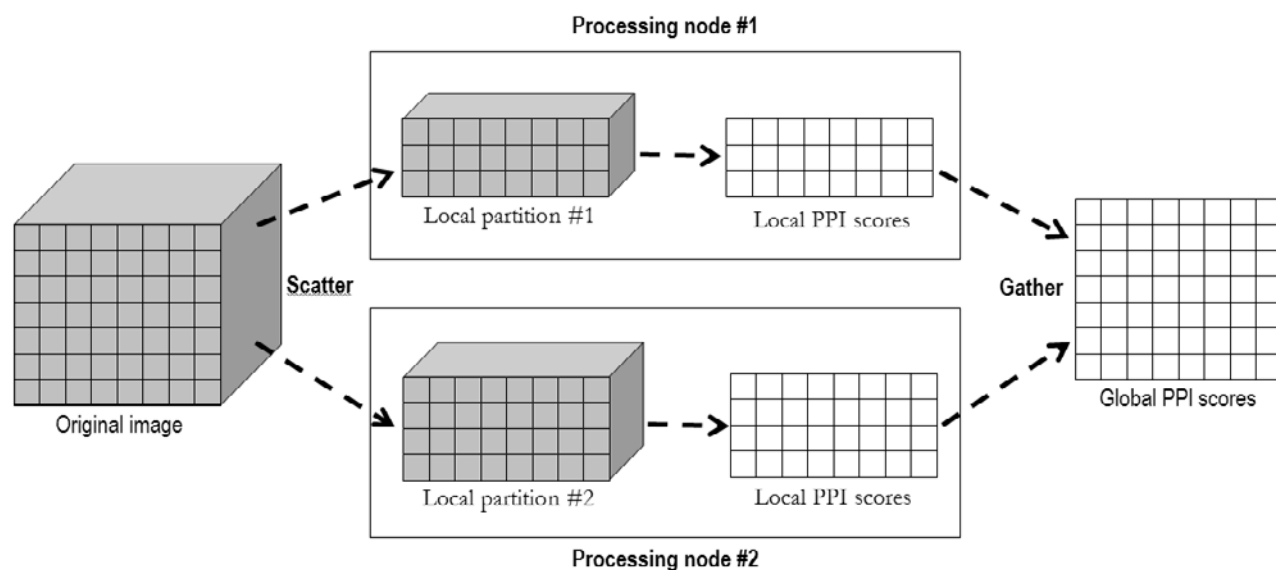 Processing node #1
Local partition #1
Local PPI scores
Scatter
Gather
Original image
Global PPI scores
Local partition #2
Local PPI scores
Processing node #2